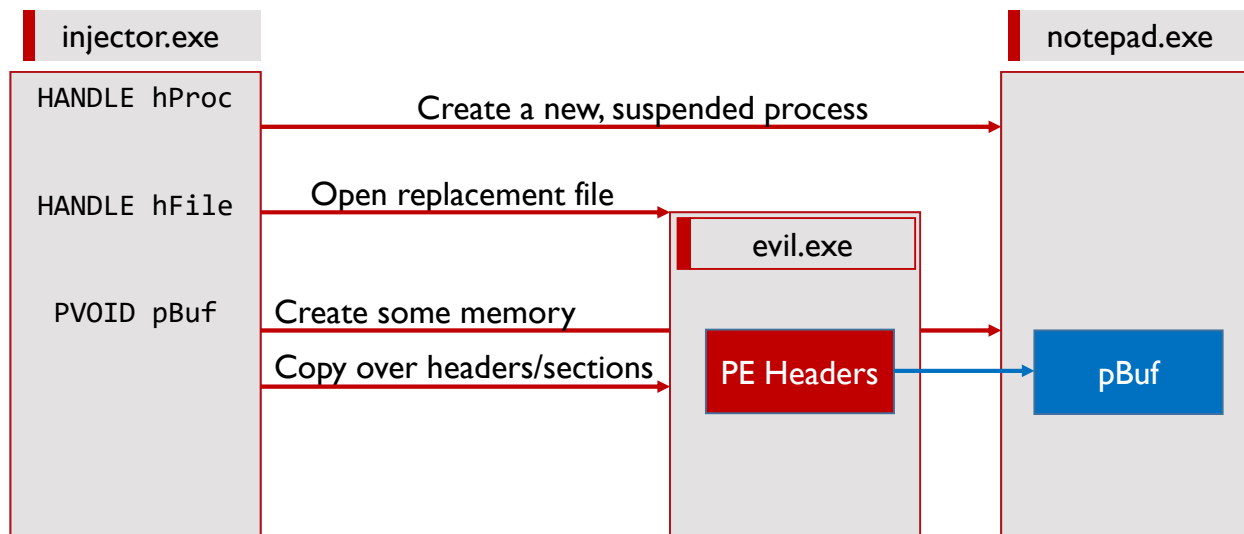 injector.exe
notepad.exe
HANDLE hProc
Create a new, suspended process
HANDLE hFile
Open replacement file
evil.exe
PVOID pBuf
Create some memory
Copy over headers/sections
PE Headers
pBuf